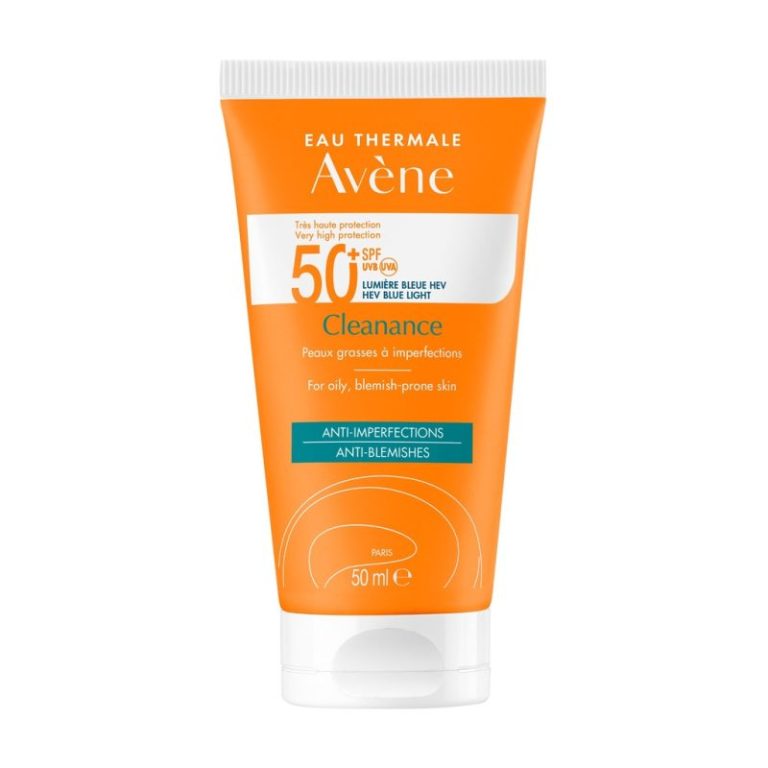 EAU THERMALE
Avène
Très haute protection
Very high protection
50+ SPF
UVB UVA
LUMIÈRE BLEUE HEV
HEV BLUE LIGHT
Cleanance
Peaux grasses à imperfections
For oily, blemish-prone skin
ANTI-IMPERFECTIONS
ANTI-BLEMISHES
PARIS
50 ml ℮